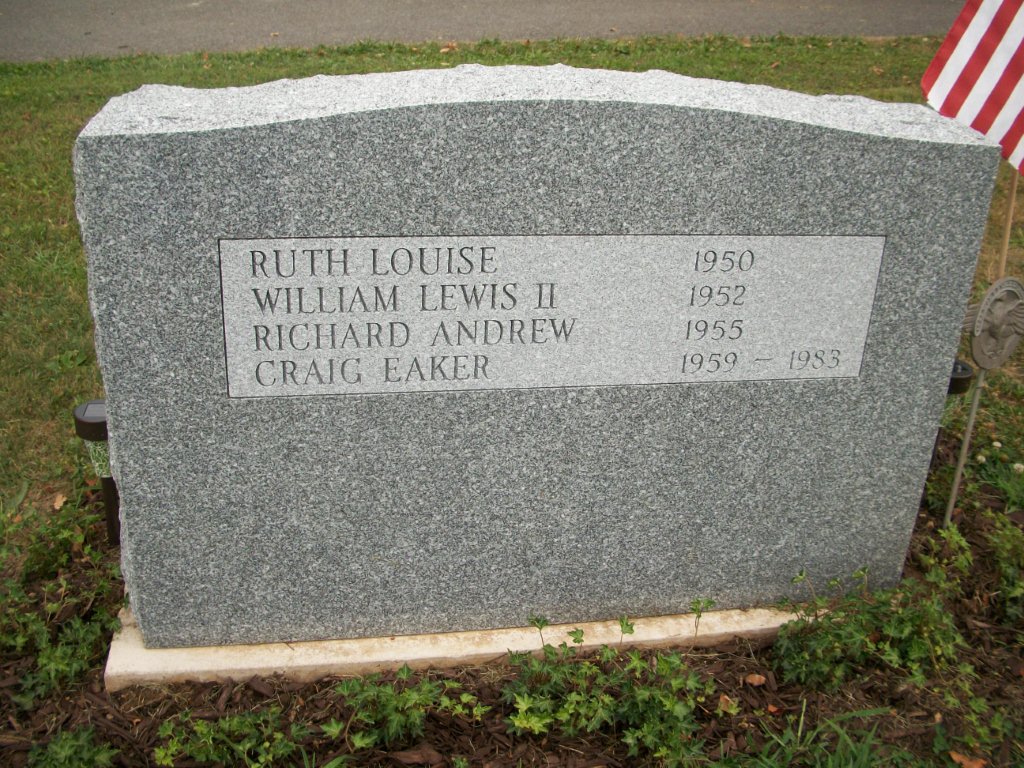 RUTH LOUISE 1950
WILLIAM LEWIS II 1952
RICHARD ANDREW 1955
CRAIG EAKER 1959 – 1983